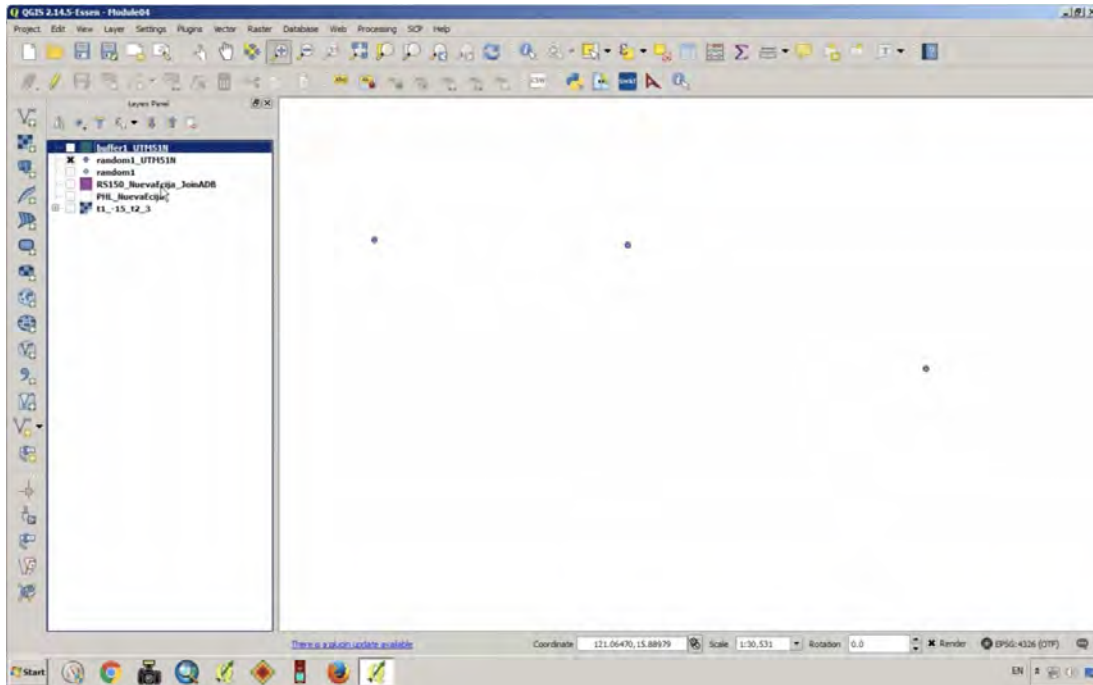 QGIS 2.14.5-Essen - Module04
Project Edit View Layer Settings Plugins Vector Raster Database Web Processing SCP Help
Layers Panel
buffer1_UTM51N
random1_UTM51N
random1
RS150_NuevaEcija_JoinADB
PHL_NuevaEcija
t1_-15_t2_3
There is a plugin update available
Coordinate 121.06470,15.88979 Scale 1:30,531 Rotation 0.0 Render EPSG:4326 (OTF)
Start EN